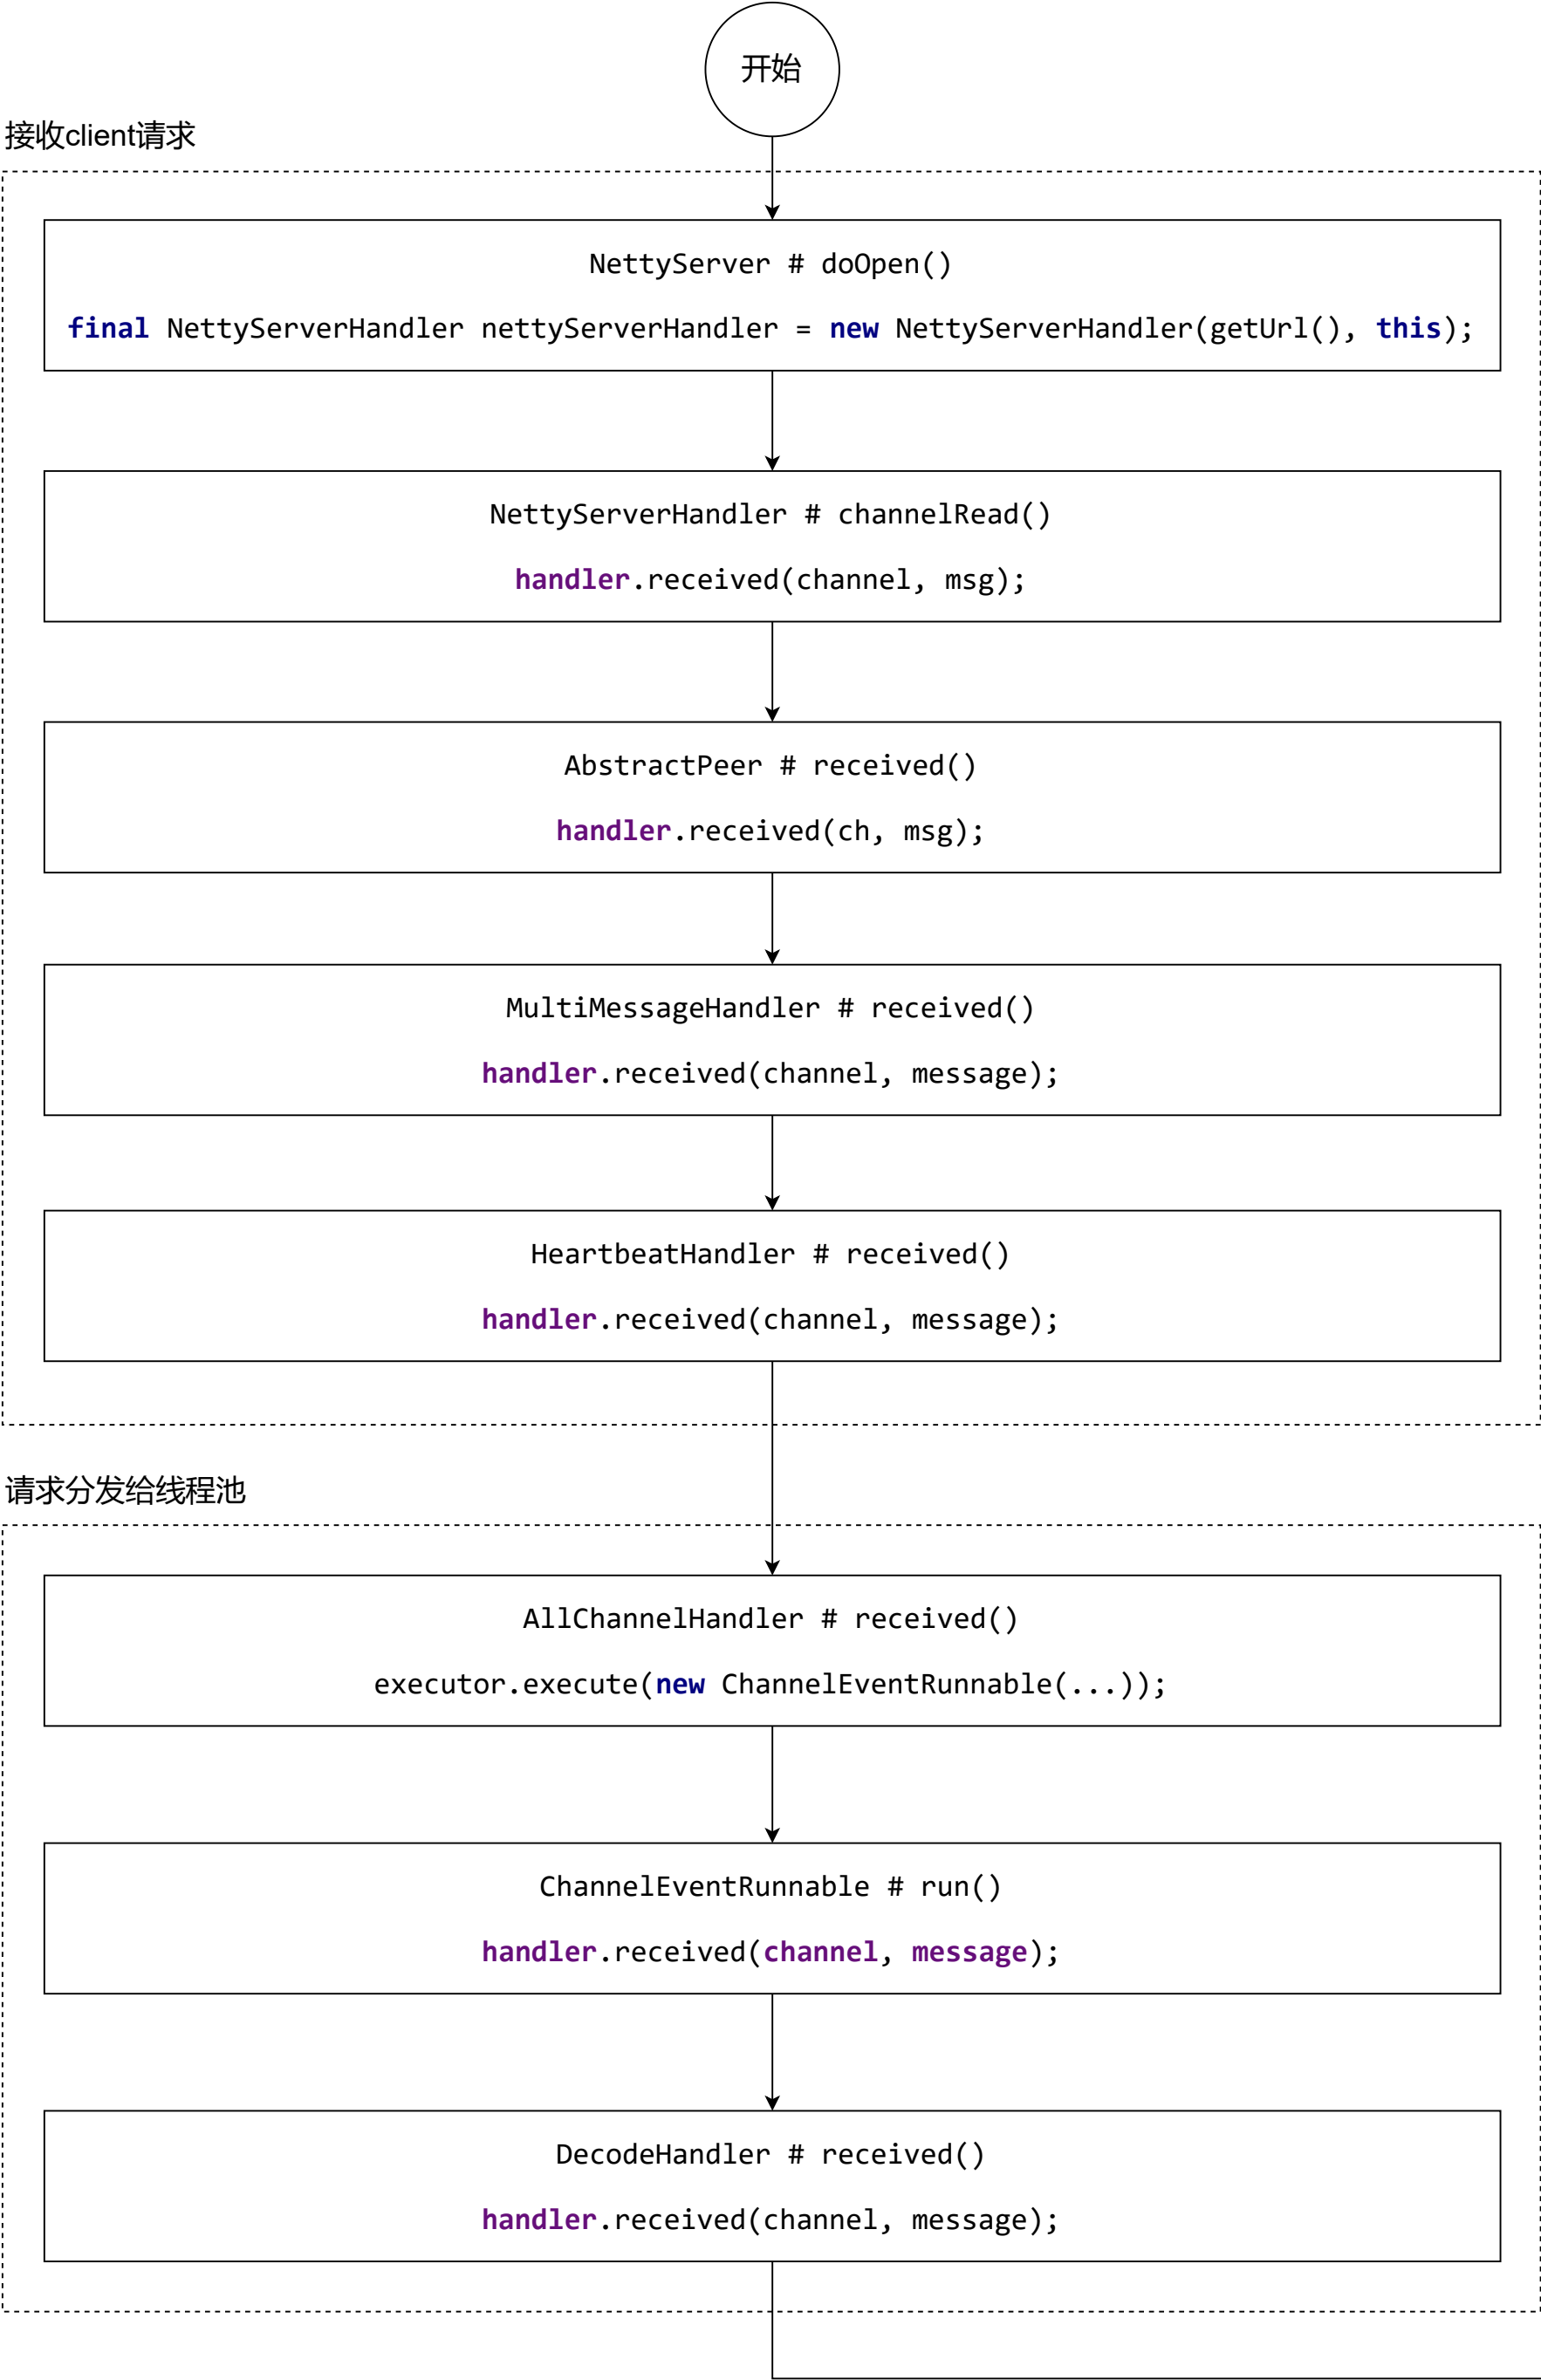 开始
接收client请求
NettyServer # doOpen()
final NettyServerHandler nettyServerHandler = new NettyServerHandler(getUrl(), this);
NettyServerHandler # channelRead()
handler.received(channel, msg);
AbstractPeer # received()
handler.received(ch, msg);
MultiMessageHandler # received()
handler.received(channel, message);
HeartbeatHandler # received()
handler.received(channel, message);
请求分发给线程池
AllChannelHandler # received()
executor.execute(new ChannelEventRunnable(...));
ChannelEventRunnable # run()
handler.received(channel, message);
DecodeHandler # received()
handler.received(channel, message);